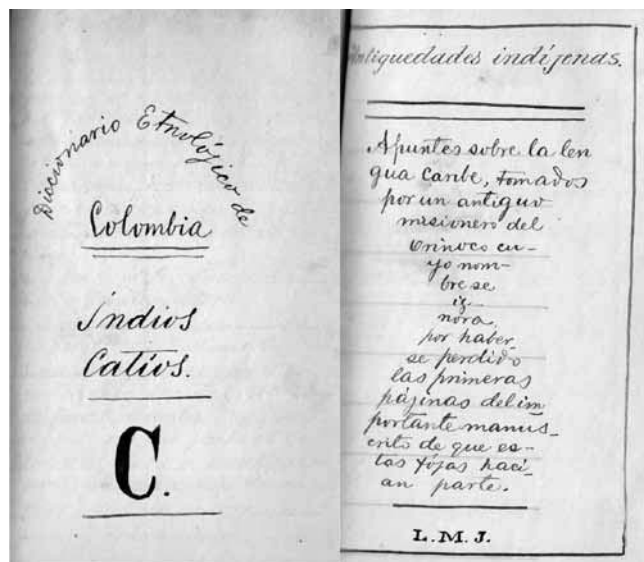 Diccionario Etnológico de
Colombia
Indios
Catíos.
C.
Antiguedades indíjenas.
Apuntes sobre la len
gua caribe, tomados
por un antiguo
misionero del
Orinoco cu-
yo nom-
bre se
ig-
nora
por haber
se perdido
las primeras
pájinas del im
portante manus-
crito de que es-
tas fójas hací-
an parte.
L. M. J.